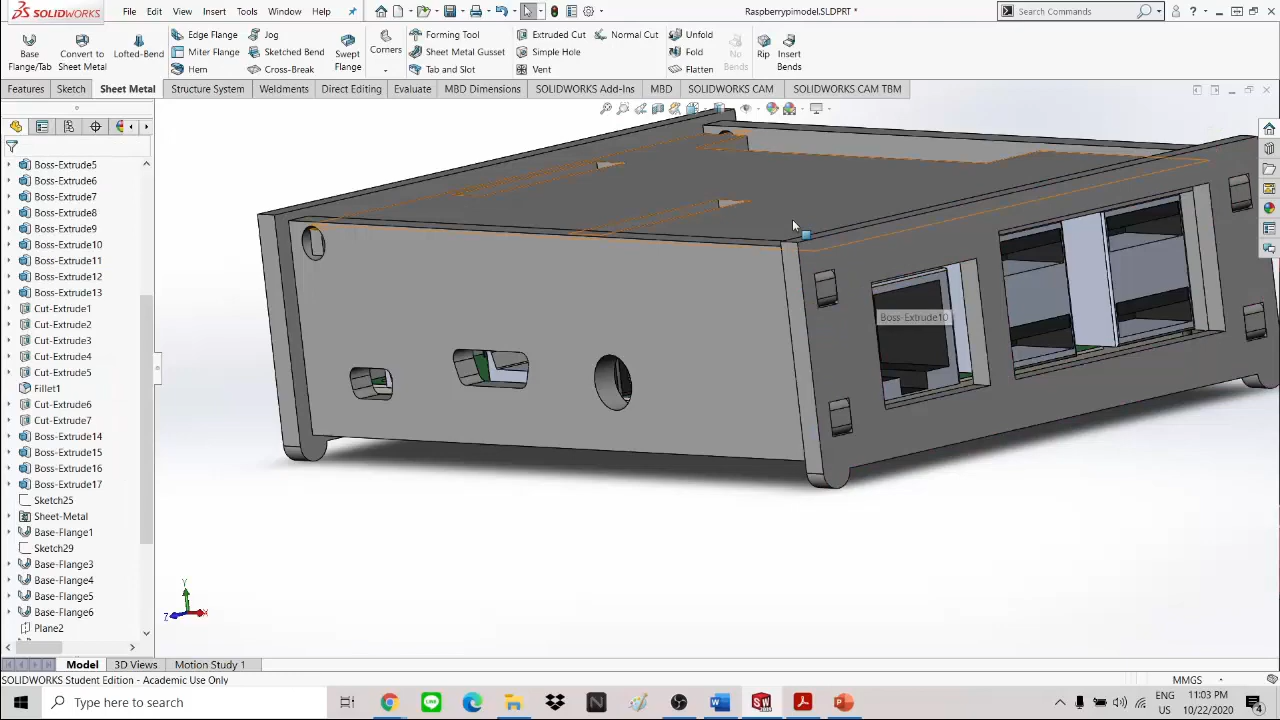 SOLIDWORKS
File
Edit
View
Insert
Tools
Window
Help
Raspberrypimodel.SLDPRT *
Search Commands
Base Flange/Tab
Convert to Sheet Metal
Lofted-Bend
Edge Flange
Miter Flange
Hem
Jog
Sketched Bend
Cross-Break
Swept Flange
Corners
Forming Tool
Sheet Metal Gusset
Tab and Slot
Extruded Cut
Simple Hole
Vent
Normal Cut
Unfold
Fold
Flatten
No Bends
Rip
Insert Bends
Features
Sketch
Sheet Metal
Structure System
Weldments
Direct Editing
Evaluate
MBD Dimensions
SOLIDWORKS Add-Ins
MBD
SOLIDWORKS CAM
SOLIDWORKS CAM TBM
Boss-Extrude5
Boss-Extrude6
Boss-Extrude7
Boss-Extrude8
Boss-Extrude9
Boss-Extrude10
Boss-Extrude11
Boss-Extrude12
Boss-Extrude13
Cut-Extrude1
Cut-Extrude2
Cut-Extrude3
Cut-Extrude4
Cut-Extrude5
Fillet1
Cut-Extrude6
Cut-Extrude7
Boss-Extrude14
Boss-Extrude15
Boss-Extrude16
Boss-Extrude17
Sketch25
Sheet-Metal
Base-Flange1
Sketch29
Base-Flange3
Base-Flange4
Base-Flange5
Base-Flange6
Plane2
Boss-Extrude10
Y
Z
X
Model
3D Views
Motion Study 1
SOLIDWORKS Student Edition - Academic Use Only
MMGS
Type here to search
ENG
US
11:03 PM
10/22/2020
4